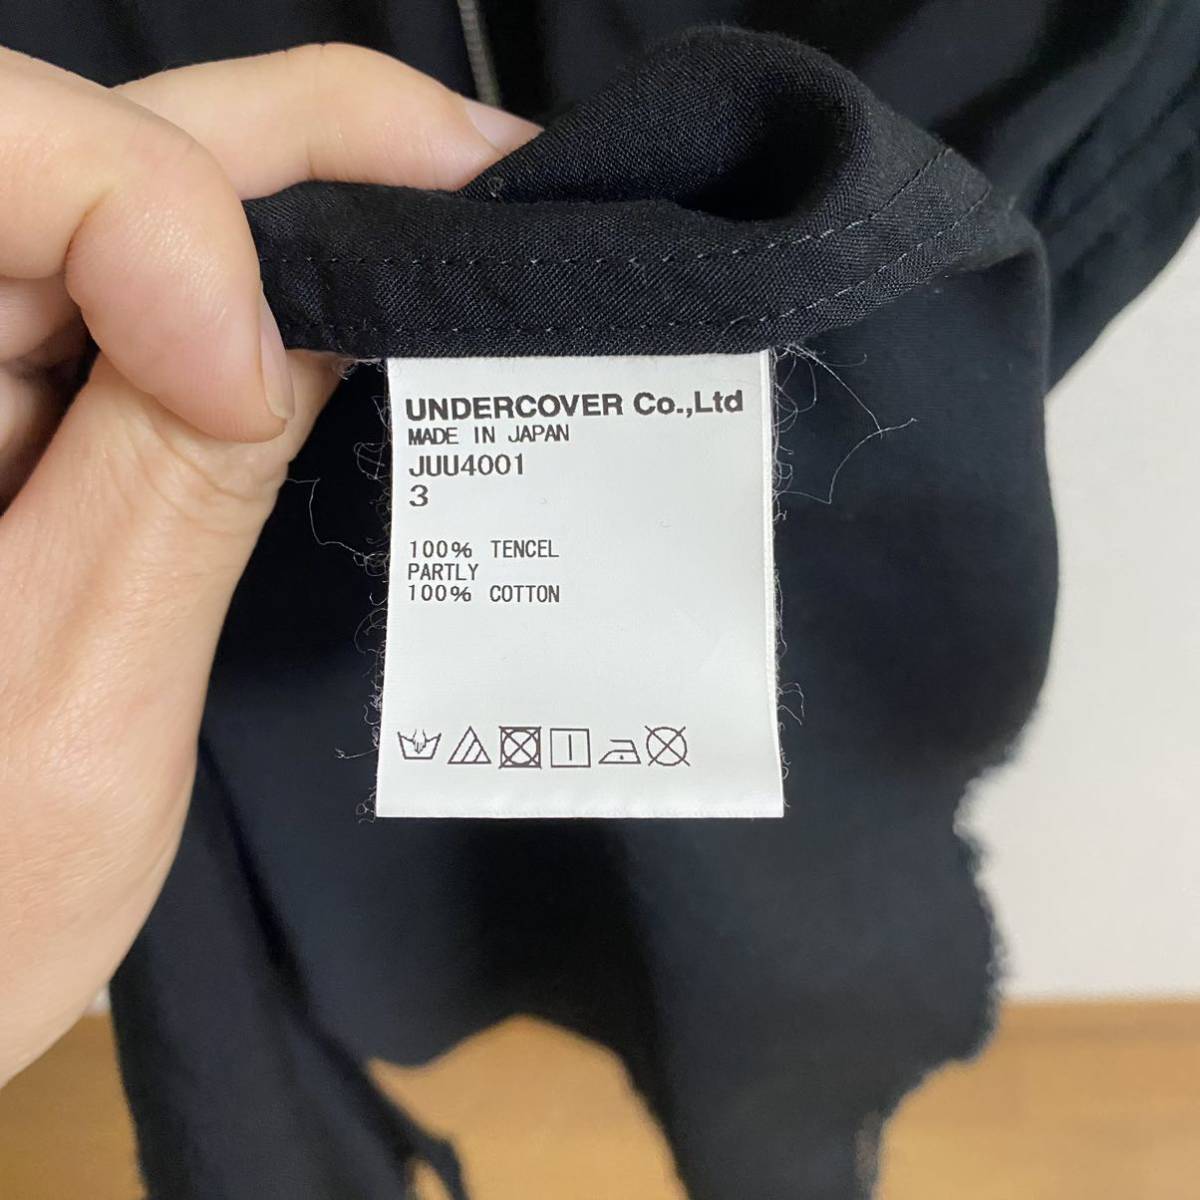 UNDERCOVER Co.,Ltd
MADE IN JAPAN
JUU4001
3
100% TENCEL
PARTLY
100% COTTON